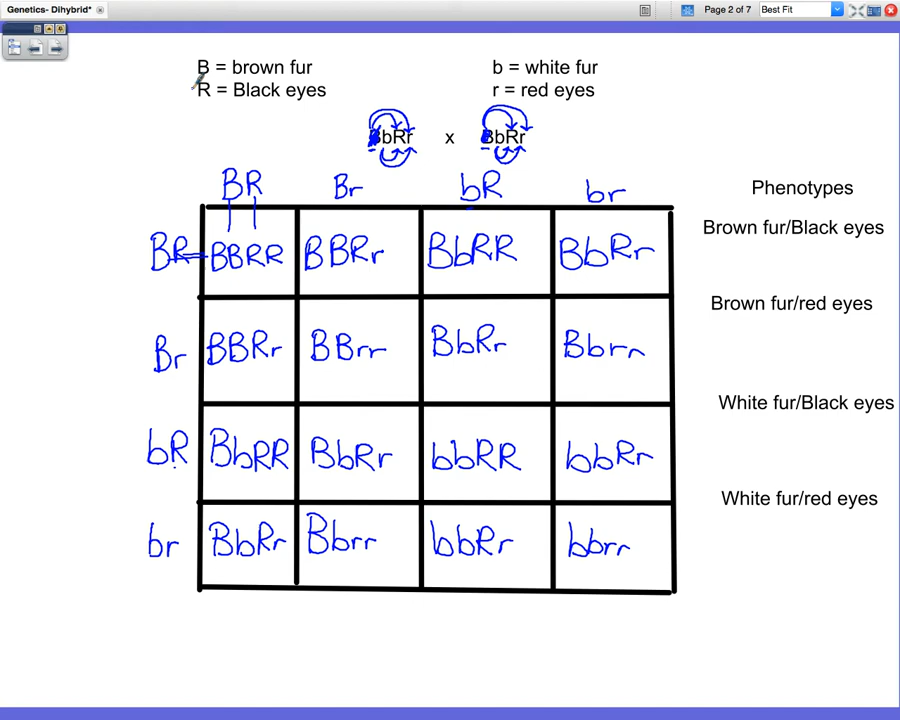 Genetics- Dihybrid*
Page 2 of 7
Best Fit
B = brown fur
b = white fur
R = Black eyes
r = red eyes
BbRr x BbRr
BR Br bR br
Phenotypes
BR BBRR BBRr BbRR BbRr
Brown fur/Black eyes
Brown fur/red eyes
Br BBRr BBrr BbRr Bbrr
White fur/Black eyes
bR BbRR BbRr bbRR bbRr
White fur/red eyes
br BbRr Bbrr bbRr bbrr